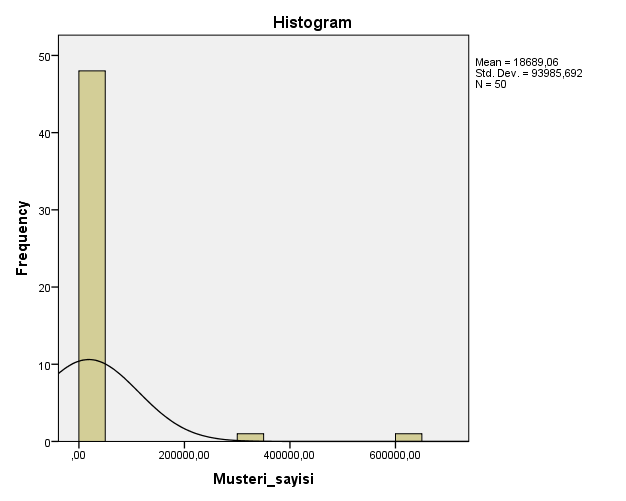 Histogram
Mean = 18689,06
Std. Dev. = 93985,692
N = 50
Frequency
50
40
30
20
10
0
,00
200000,00
400000,00
600000,00
Musteri_sayisi